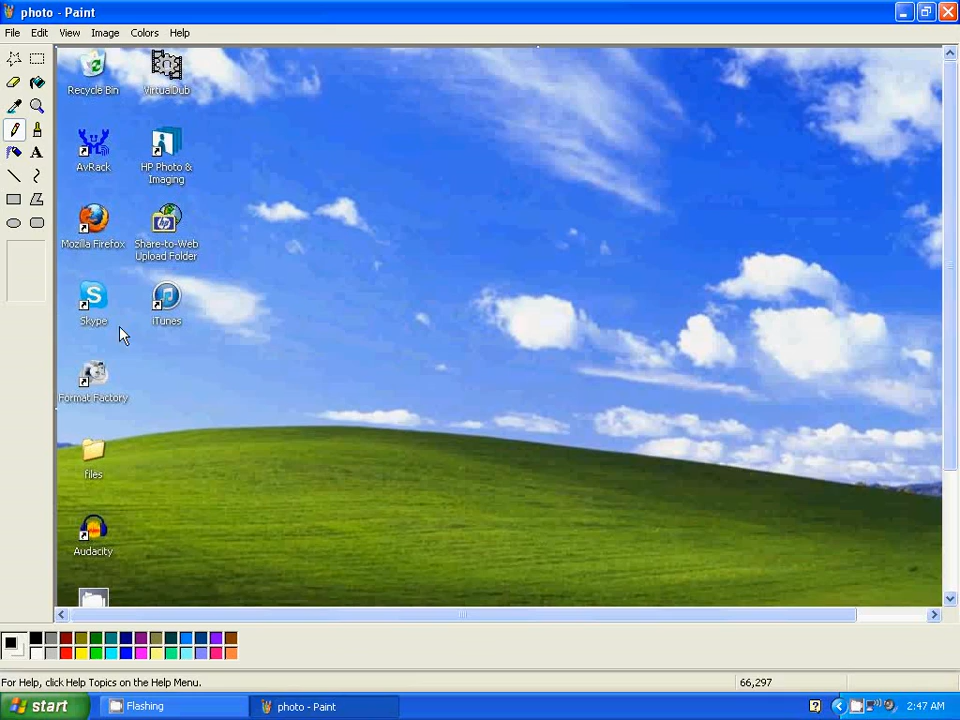 photo - Paint
File Edit View Image Colors Help
Recycle Bin
VirtualDub
AvRack
HP Photo &
Imaging
Mozilla Firefox
Share-to-Web
Upload Folder
Skype
iTunes
Format Factory
files
Audacity
For Help, click Help Topics on the Help Menu.
66,297
start
Flashing
photo - Paint
2:47 AM